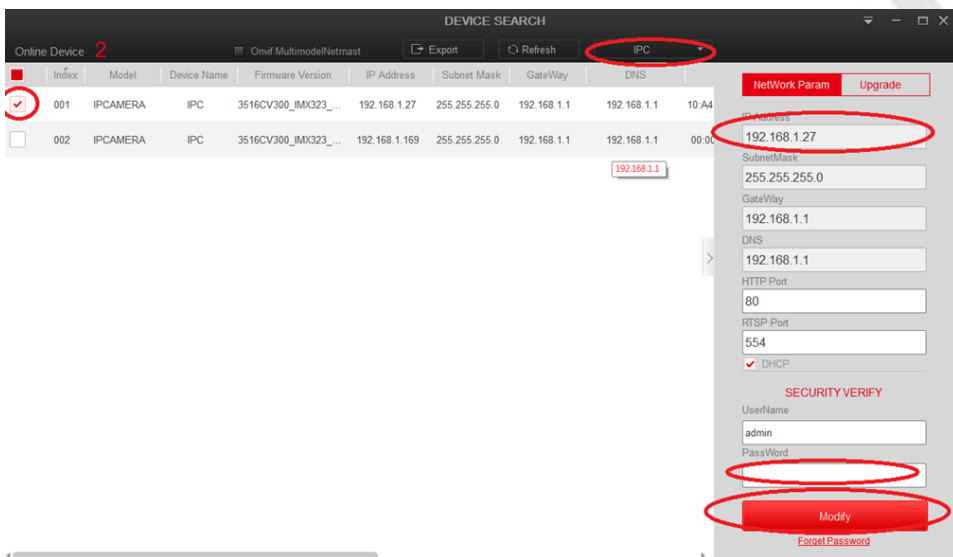 DEVICE SEARCH
Online Device 2 Onvif MultimodelNetmast Export Refresh IPC
Index Model Device Name Firmware Version IP Address Subnet Mask GateWay DNS
001 IPCAMERA IPC 3516CV300_IMX323_... 192.168.1.27 255.255.255.0 192.168.1.1 192.168.1.1 10:A4
002 IPCAMERA IPC 3516CV300_IMX323_... 192.168.1.169 255.255.255.0 192.168.1.1 192.168.1.1 00:00
192.168.1.1
NetWork Param Upgrade
IP Address
192.168.1.27
SubnetMask
255.255.255.0
GateWay
192.168.1.1
DNS
192.168.1.1
HTTP Port
80
RTSP Port
554
DHCP
SECURITY VERIFY
UserName
admin
PassWord
Modify
Forget Password